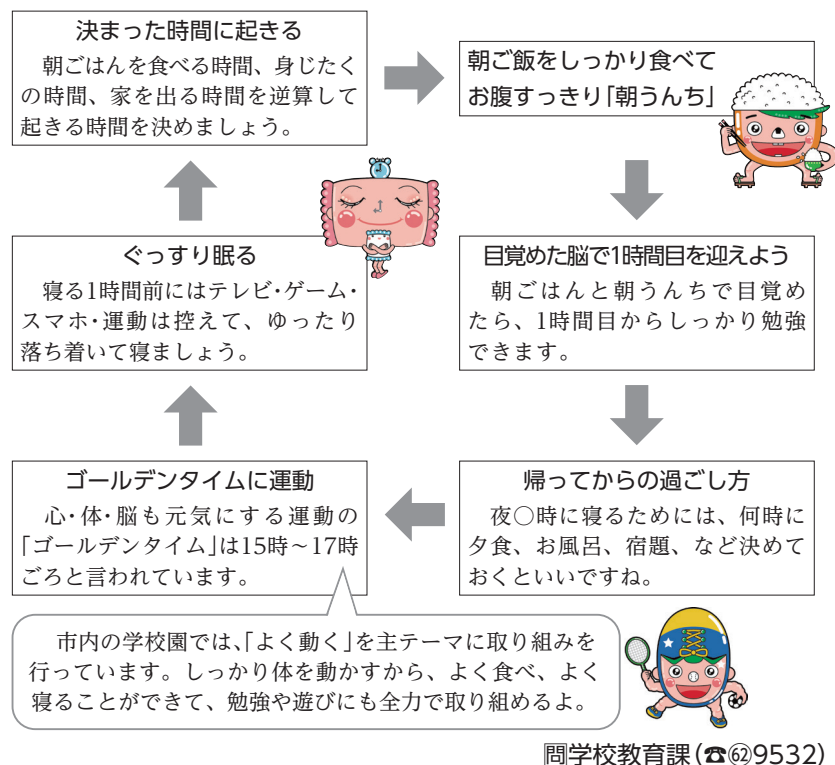 決まった時間に起きる
朝ごはんを食べる時間、身じたく
の時間、家を出る時間を逆算して
起きる時間を決めましょう。
朝ご飯をしっかり食べて
お腹すっきり「朝うんち」
目覚めた脳で1時間目を迎えよう
朝ごはんと朝うんちで目覚め
たら、1時間目からしっかり勉強
できます。
帰ってからの過ごし方
夜○時に寝るためには、何時に
夕食、お風呂、宿題、など決めて
おくといいですね。
ゴールデンタイムに運動
心・体・脳も元気にする運動の
「ゴールデンタイム」は15時～17時
ごろと言われています。
ぐっすり眠る
寝る1時間前にはテレビ・ゲーム・
スマホ・運動は控えて、ゆったり
落ち着いて寝ましょう。
市内の学校園では、「よく動く」を主テーマに取り組みを
行っています。しっかり体を動かすから、よく食べ、よく
寝ることができて、勉強や遊びにも全力で取り組めるよ。
問学校教育課(☎㉒9532)